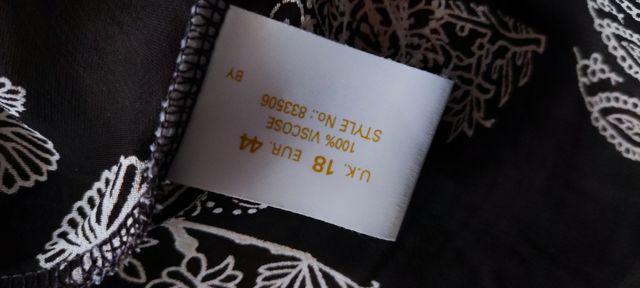 U.K. 18 EUR. 44
100% VISCOSE
STYLE No.: 833506
BY